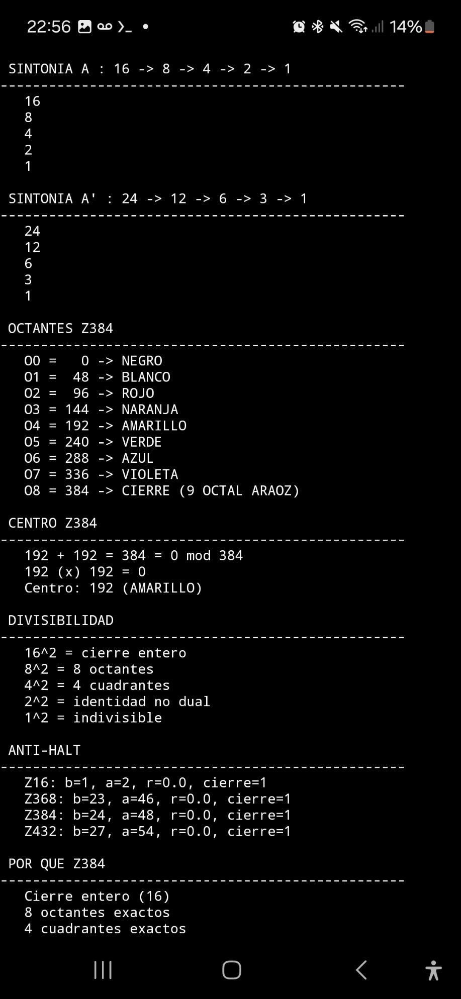 22:56 14%
SINTONIA A : 16 -> 8 -> 4 -> 2 -> 1
--------------------------------------------------
16
8
4
2
1
SINTONIA A' : 24 -> 12 -> 6 -> 3 -> 1
--------------------------------------------------
24
12
6
3
1
OCTANTES Z384
--------------------------------------------------
O0 =   0 -> NEGRO
O1 =  48 -> BLANCO
O2 =  96 -> ROJO
O3 = 144 -> NARANJA
O4 = 192 -> AMARILLO
O5 = 240 -> VERDE
O6 = 288 -> AZUL
O7 = 336 -> VIOLETA
O8 = 384 -> CIERRE (9 OCTAL ARAOZ)
CENTRO Z384
--------------------------------------------------
192 + 192 = 384 = 0 mod 384
192 (x) 192 = 0
Centro: 192 (AMARILLO)
DIVISIBILIDAD
--------------------------------------------------
16^2 = cierre entero
8^2 = 8 octantes
4^2 = 4 cuadrantes
2^2 = identidad no dual
1^2 = indivisible
ANTI-HALT
--------------------------------------------------
Z16: b=1, a=2, r=0.0, cierre=1
Z368: b=23, a=46, r=0.0, cierre=1
Z384: b=24, a=48, r=0.0, cierre=1
Z432: b=27, a=54, r=0.0, cierre=1
POR QUE Z384
--------------------------------------------------
Cierre entero (16)
8 octantes exactos
4 cuadrantes exactos